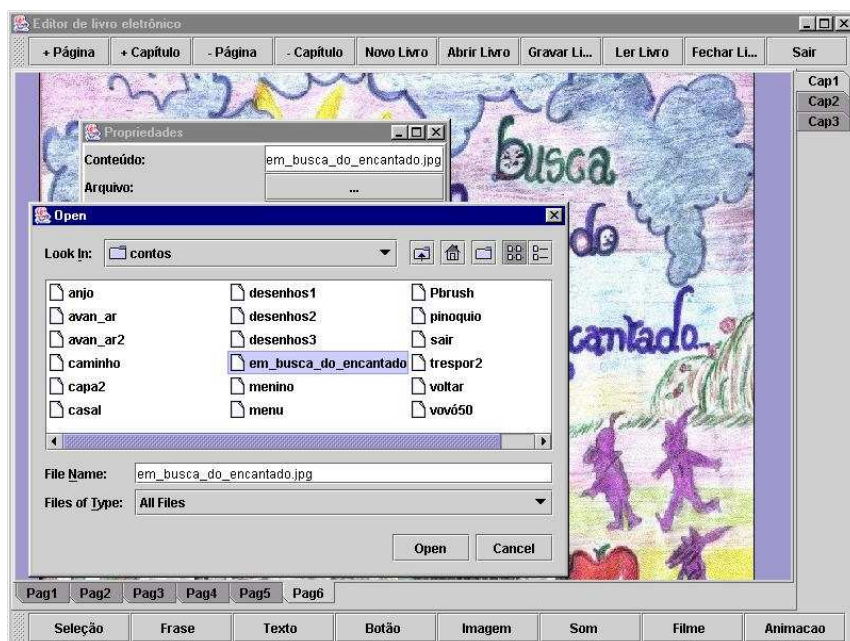 Editor de livro eletrônico
+ Página + Capítulo - Página - Capítulo Novo Livro Abrir Livro Gravar Li... Ler Livro Fechar Li... Sair
Cap1
Cap2
Cap3
busca
do
cantado
Propriedades
Conteúdo: em_busca_do_encantado.jpg
Arquivo: ...
Open
Look In: contos
anjo desenhos1 Pbrush
avan_ar desenhos2 pinoquio
avan_ar2 desenhos3 sair
caminho em_busca_do_encantado trespor2
capa2 menino voltar
casal menu vovó50
File Name: em_busca_do_encantado.jpg
Files of Type: All Files
Open Cancel
Pag1 Pag2 Pag3 Pag4 Pag5 Pag6
Seleção Frase Texto Botão Imagem Som Filme Animacao